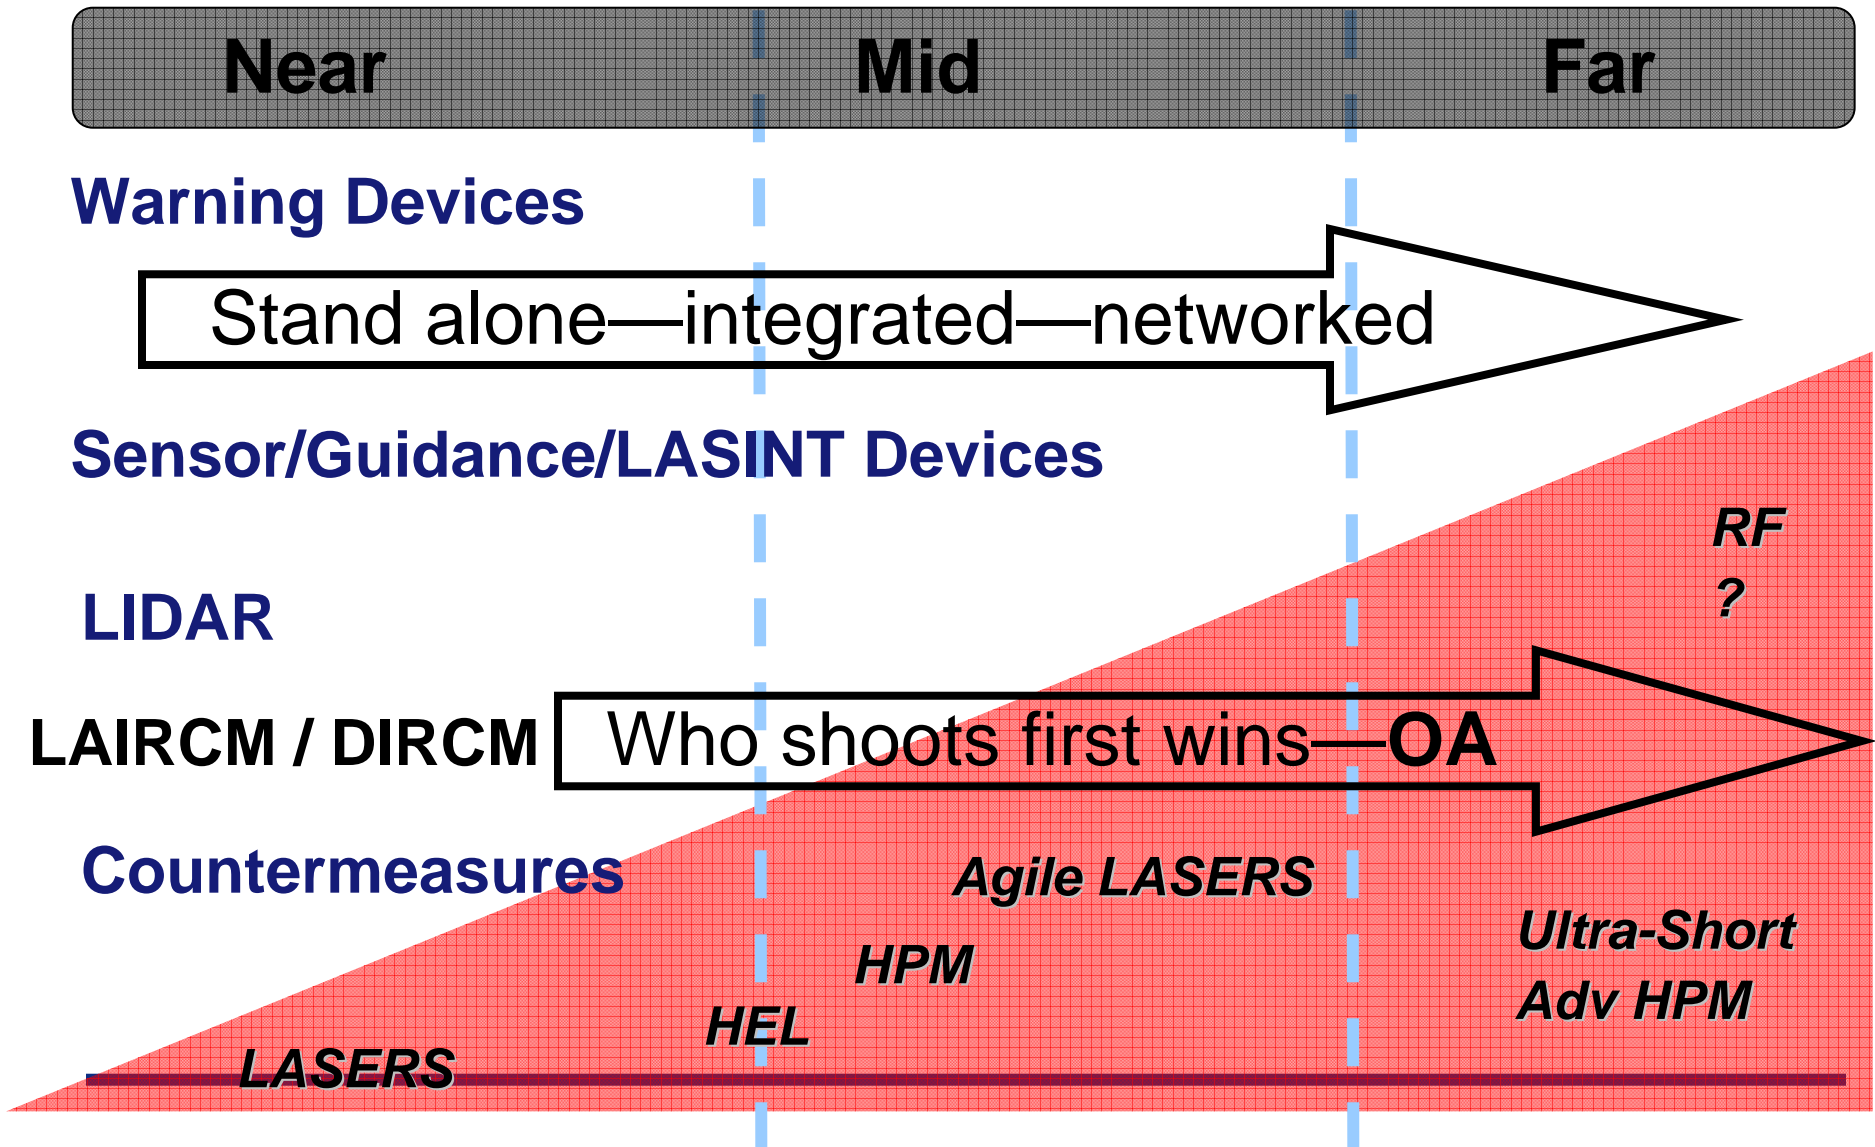 Near Mid Far
Warning Devices
Stand alone—integrated—networked
Sensor/Guidance/LASINT Devices
RF
?
LIDAR
LAIRCM / DIRCM
Who shoots first wins—OA
Countermeasures
Agile LASERS
Ultra-Short
Adv HPM
HPM
HEL
LASERS